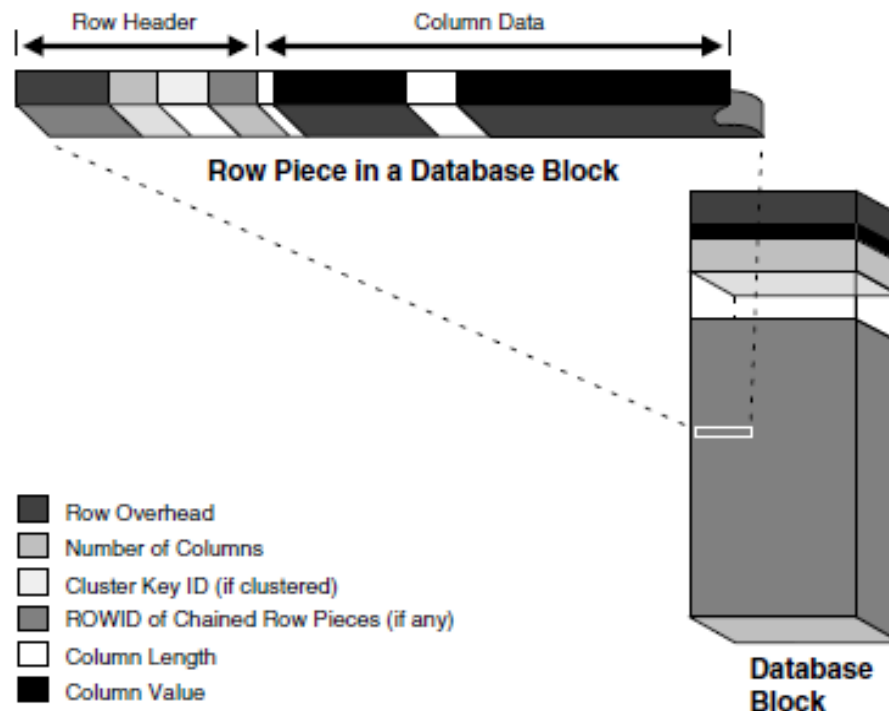 Row Header
Column Data
Row Piece in a Database Block
Row Overhead
Number of Columns
Cluster Key ID (if clustered)
ROWID of Chained Row Pieces (if any)
Column Length
Column Value
Database
Block